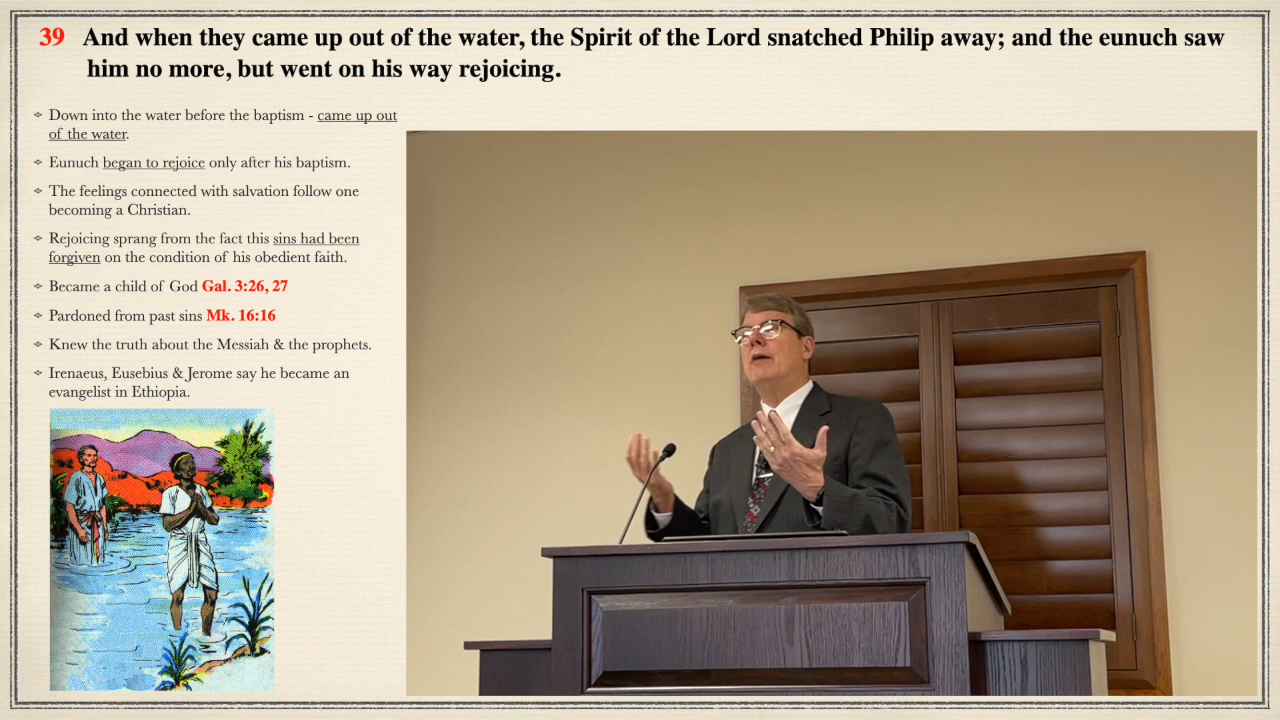 39 And when they came up out of the water, the Spirit of the Lord snatched Philip away; and the eunuch saw
him no more, but went on his way rejoicing.
Down into the water before the baptism - came up out
of the water.
Eunuch began to rejoice only after his baptism.
The feelings connected with salvation follow one
becoming a Christian.
Rejoicing sprang from the fact this sins had been
forgiven on the condition of his obedient faith.
Became a child of God Gal. 3:26, 27
Pardoned from past sins Mk. 16:16
Knew the truth about the Messiah & the prophets.
Irenaeus, Eusebius & Jerome say he became an
evangelist in Ethiopia.